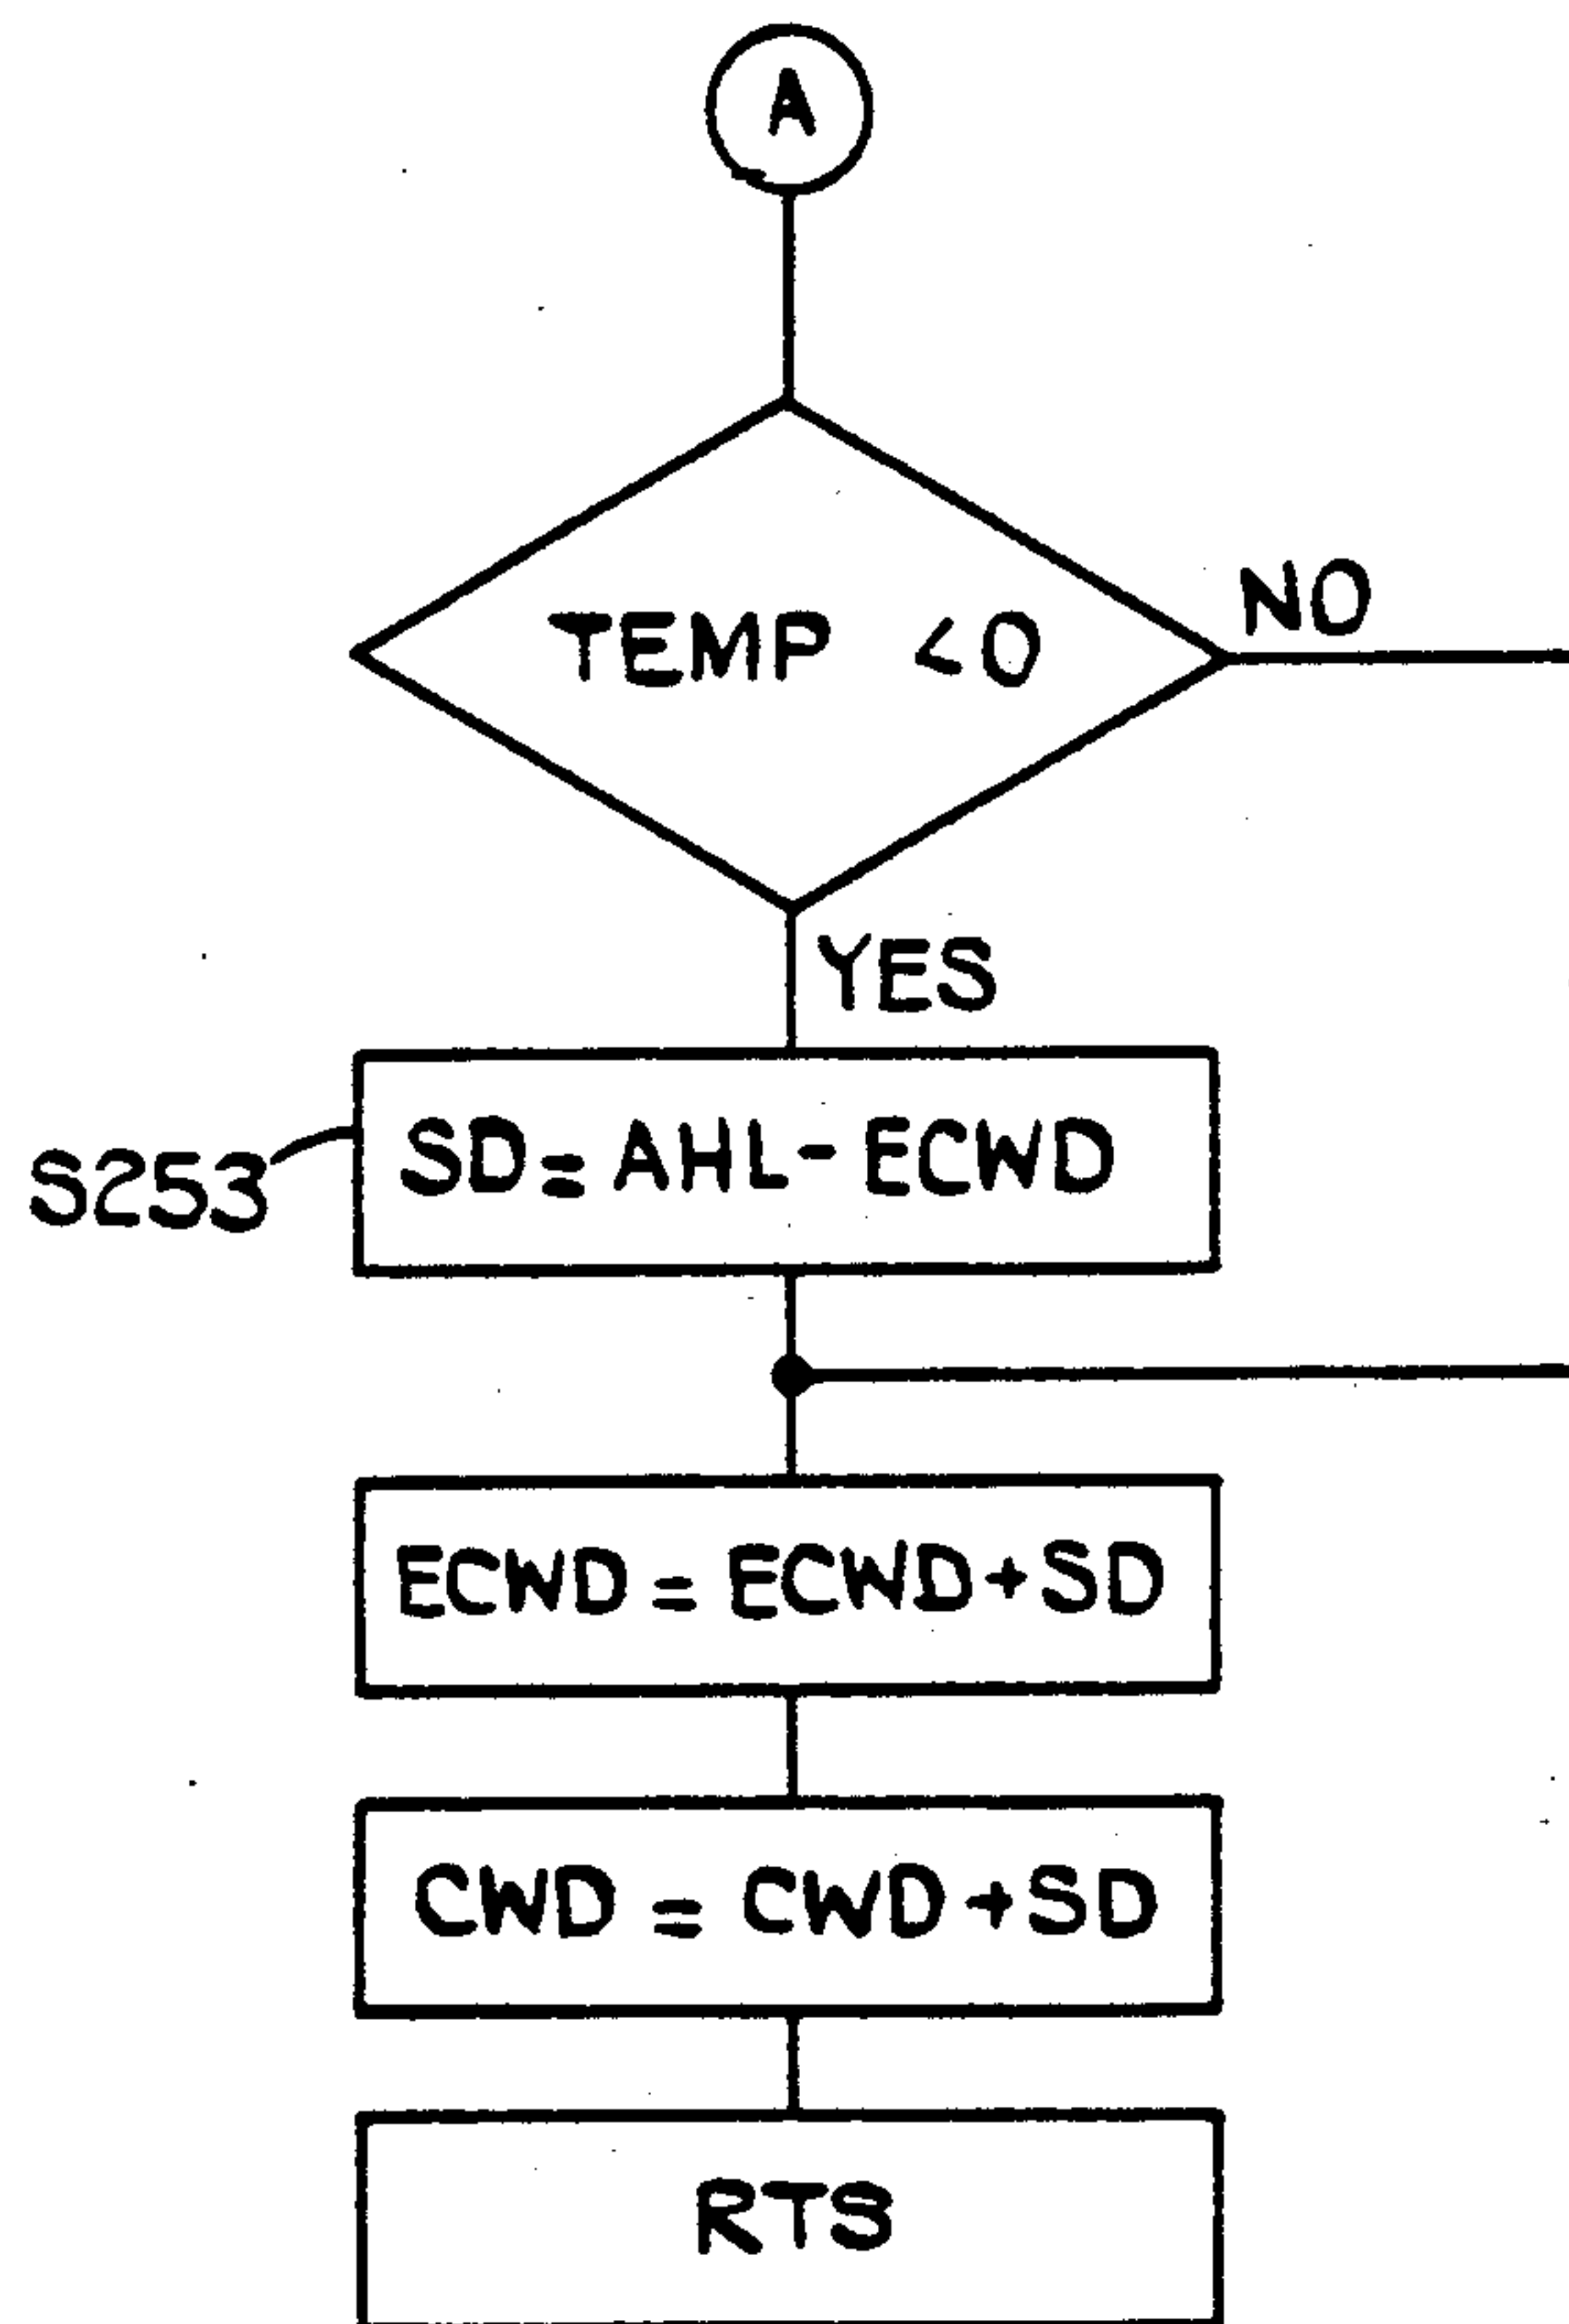 A
TEMP <0
NO
YES
S253
SD=AHL-ECWD
ECWD=ECWD+SD
CWD=CWD+SD
RTS